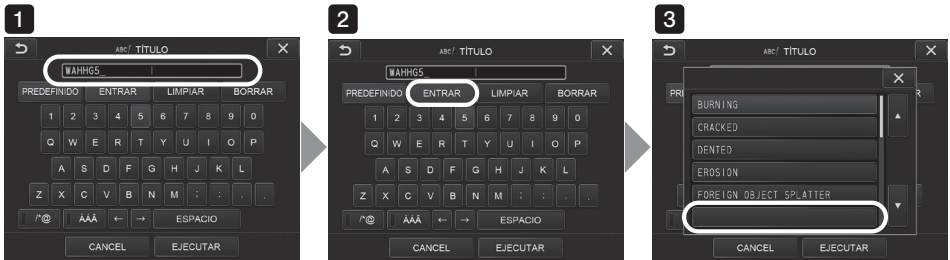 1
ABC/ TÍTULO
WAHHG5_
PREDEFINIDO ENTRAR LIMPIAR BORRAR
1 2 3 4 5 6 7 8 9 0
Q W E R T Y U I O P
A S D F G H J K L
Z X C V B N M ; : , .
/*@ ÀÁÂ ← → ESPACIO
CANCEL EJECUTAR
2
ABC/ TÍTULO
WAHHG5_
PREDEFINIDO ENTRAR LIMPIAR BORRAR
1 2 3 4 5 6 7 8 9 0
Q W E R T Y U I O P
A S D F G H J K L
Z X C V B N M ; : , .
/*@ ÀÁÂ ← → ESPACIO
CANCEL EJECUTAR
3
ABC/ TÍTULO
PRE R
BURNING
CRACKED
DENTED
EROSION
FOREIGN OBJECT SPLATTER
CANCEL EJECUTAR